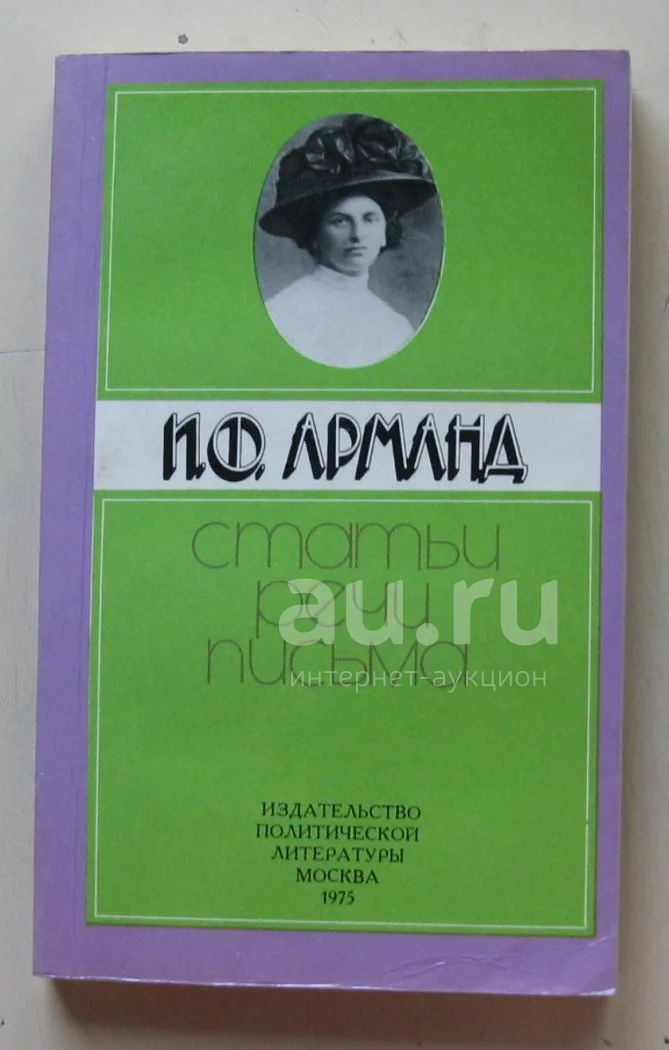 И.Ф. АРМАНД
статьи
речи
письма
au.ru
интернет-аукцион
ИЗДАТЕЛЬСТВО
ПОЛИТИЧЕСКОЙ
ЛИТЕРАТУРЫ
МОСКВА
1975